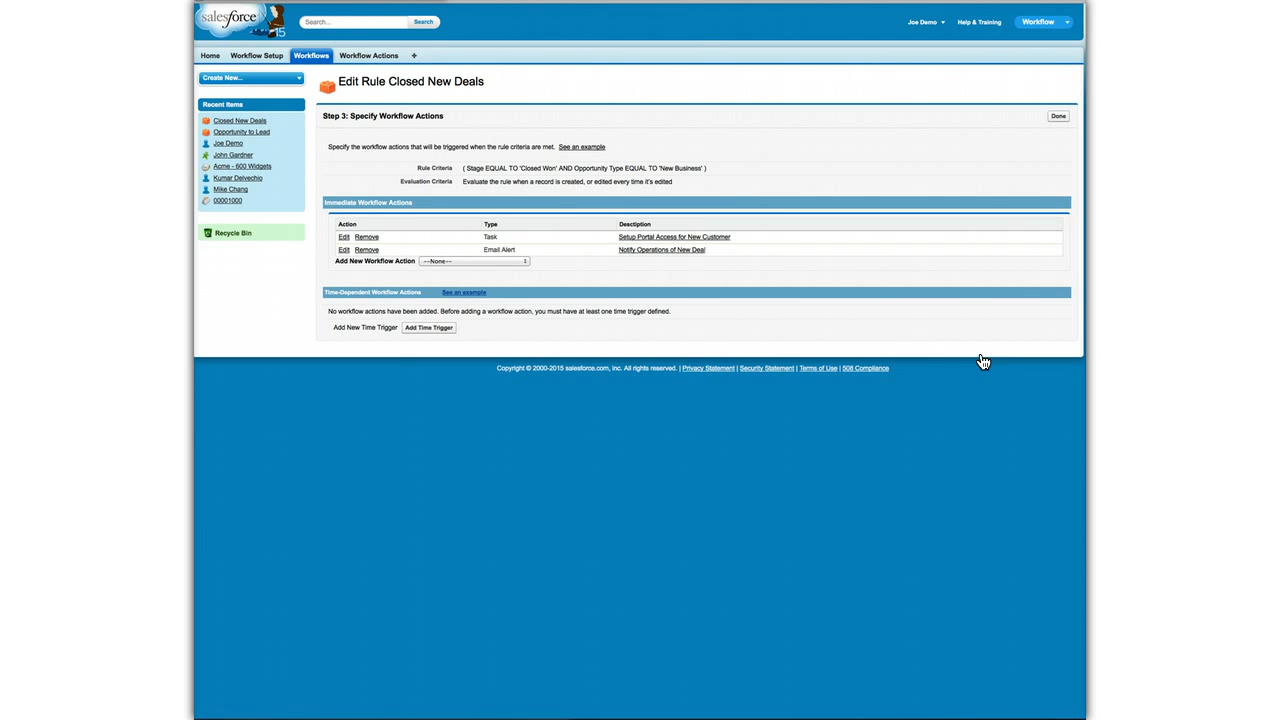 salesforce
15
Search...
Search
Joe Demo
Help & Training
Workflow
Home
Workflow Setup
Workflows
Workflow Actions
+
Create New...
Recent Items
Closed New Deals
Opportunity to Lead
Joe Demo
John Gardner
Acme - 600 Widgets
Kumar Delvechio
Mike Chang
00001000
Recycle Bin
Edit Rule Closed New Deals
Step 3: Specify Workflow Actions
Done
Specify the workflow actions that will be triggered when the rule criteria are met. See an example
Rule Criteria ( Stage EQUAL TO 'Closed Won' AND Opportunity Type EQUAL TO 'New Business' )
Evaluation Criteria Evaluate the rule when a record is created, or edited every time it's edited
Immediate Workflow Actions
Action Type Desctiption
Edit Remove Task Setup Portal Access for New Customer
Edit Remove Email Alert Notify Operations of New Deal
Add New Workflow Action --None--
Time-Dependent Workflow Actions See an example
No workflow actions have been added. Before adding a workflow action, you must have at least one time trigger defined.
Add New Time Trigger Add Time Trigger
Copyright © 2000-2015 salesforce.com, inc. All rights reserved. | Privacy Statement | Security Statement | Terms of Use | 508 Compliance